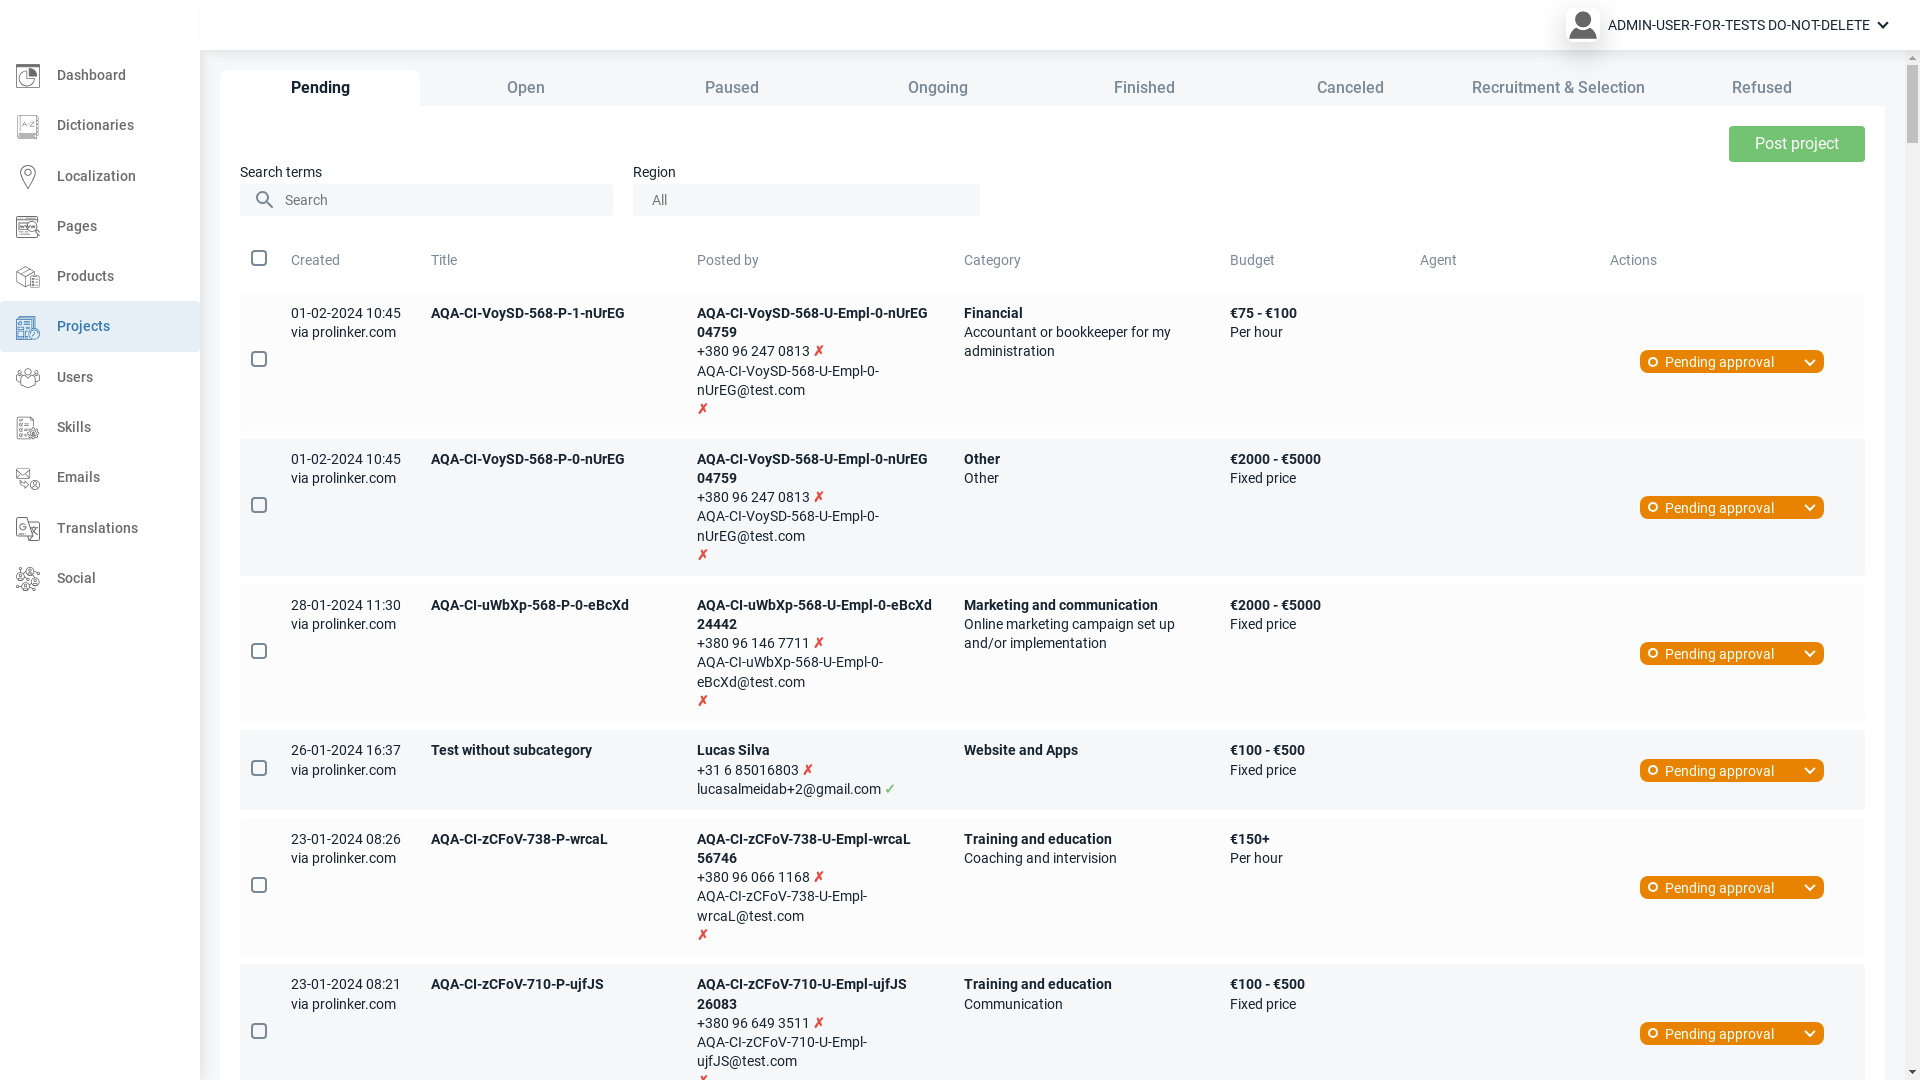 ADMIN-USER-FOR-TESTS DO-NOT-DELETE
Dashboard
Dictionaries
Localization
Pages
Products
Projects
Users
Skills
Emails
Translations
Social
Pending
Open
Paused
Ongoing
Finished
Canceled
Recruitment & Selection
Refused
Post project
Search terms
Search
Region
All
Created
Title
Posted by
Category
Budget
Agent
Actions
01-02-2024 10:45
via prolinker.com
AQA-CI-VoySD-568-P-1-nUrEG
AQA-CI-VoySD-568-U-Empl-0-nUrEG
04759
+380 96 247 0813 ✗
AQA-CI-VoySD-568-U-Empl-0-
nUrEG@test.com
✗
Financial
Accountant or bookkeeper for my
administration
€75 - €100
Per hour
Pending approval
01-02-2024 10:45
via prolinker.com
AQA-CI-VoySD-568-P-0-nUrEG
AQA-CI-VoySD-568-U-Empl-0-nUrEG
04759
+380 96 247 0813 ✗
AQA-CI-VoySD-568-U-Empl-0-
nUrEG@test.com
✗
Other
Other
€2000 - €5000
Fixed price
Pending approval
28-01-2024 11:30
via prolinker.com
AQA-CI-uWbXp-568-P-0-eBcXd
AQA-CI-uWbXp-568-U-Empl-0-eBcXd
24442
+380 96 146 7711 ✗
AQA-CI-uWbXp-568-U-Empl-0-
eBcXd@test.com
✗
Marketing and communication
Online marketing campaign set up
and/or implementation
€2000 - €5000
Fixed price
Pending approval
26-01-2024 16:37
via prolinker.com
Test without subcategory
Lucas Silva
+31 6 85016803 ✗
lucasalmeidab+2@gmail.com ✓
Website and Apps
€100 - €500
Fixed price
Pending approval
23-01-2024 08:26
via prolinker.com
AQA-CI-zCFoV-738-P-wrcaL
AQA-CI-zCFoV-738-U-Empl-wrcaL
56746
+380 96 066 1168 ✗
AQA-CI-zCFoV-738-U-Empl-
wrcaL@test.com
✗
Training and education
Coaching and intervision
€150+
Per hour
Pending approval
23-01-2024 08:21
via prolinker.com
AQA-CI-zCFoV-710-P-ujfJS
AQA-CI-zCFoV-710-U-Empl-ujfJS
26083
+380 96 649 3511 ✗
AQA-CI-zCFoV-710-U-Empl-
ujfJS@test.com
✗
Training and education
Communication
€100 - €500
Fixed price
Pending approval